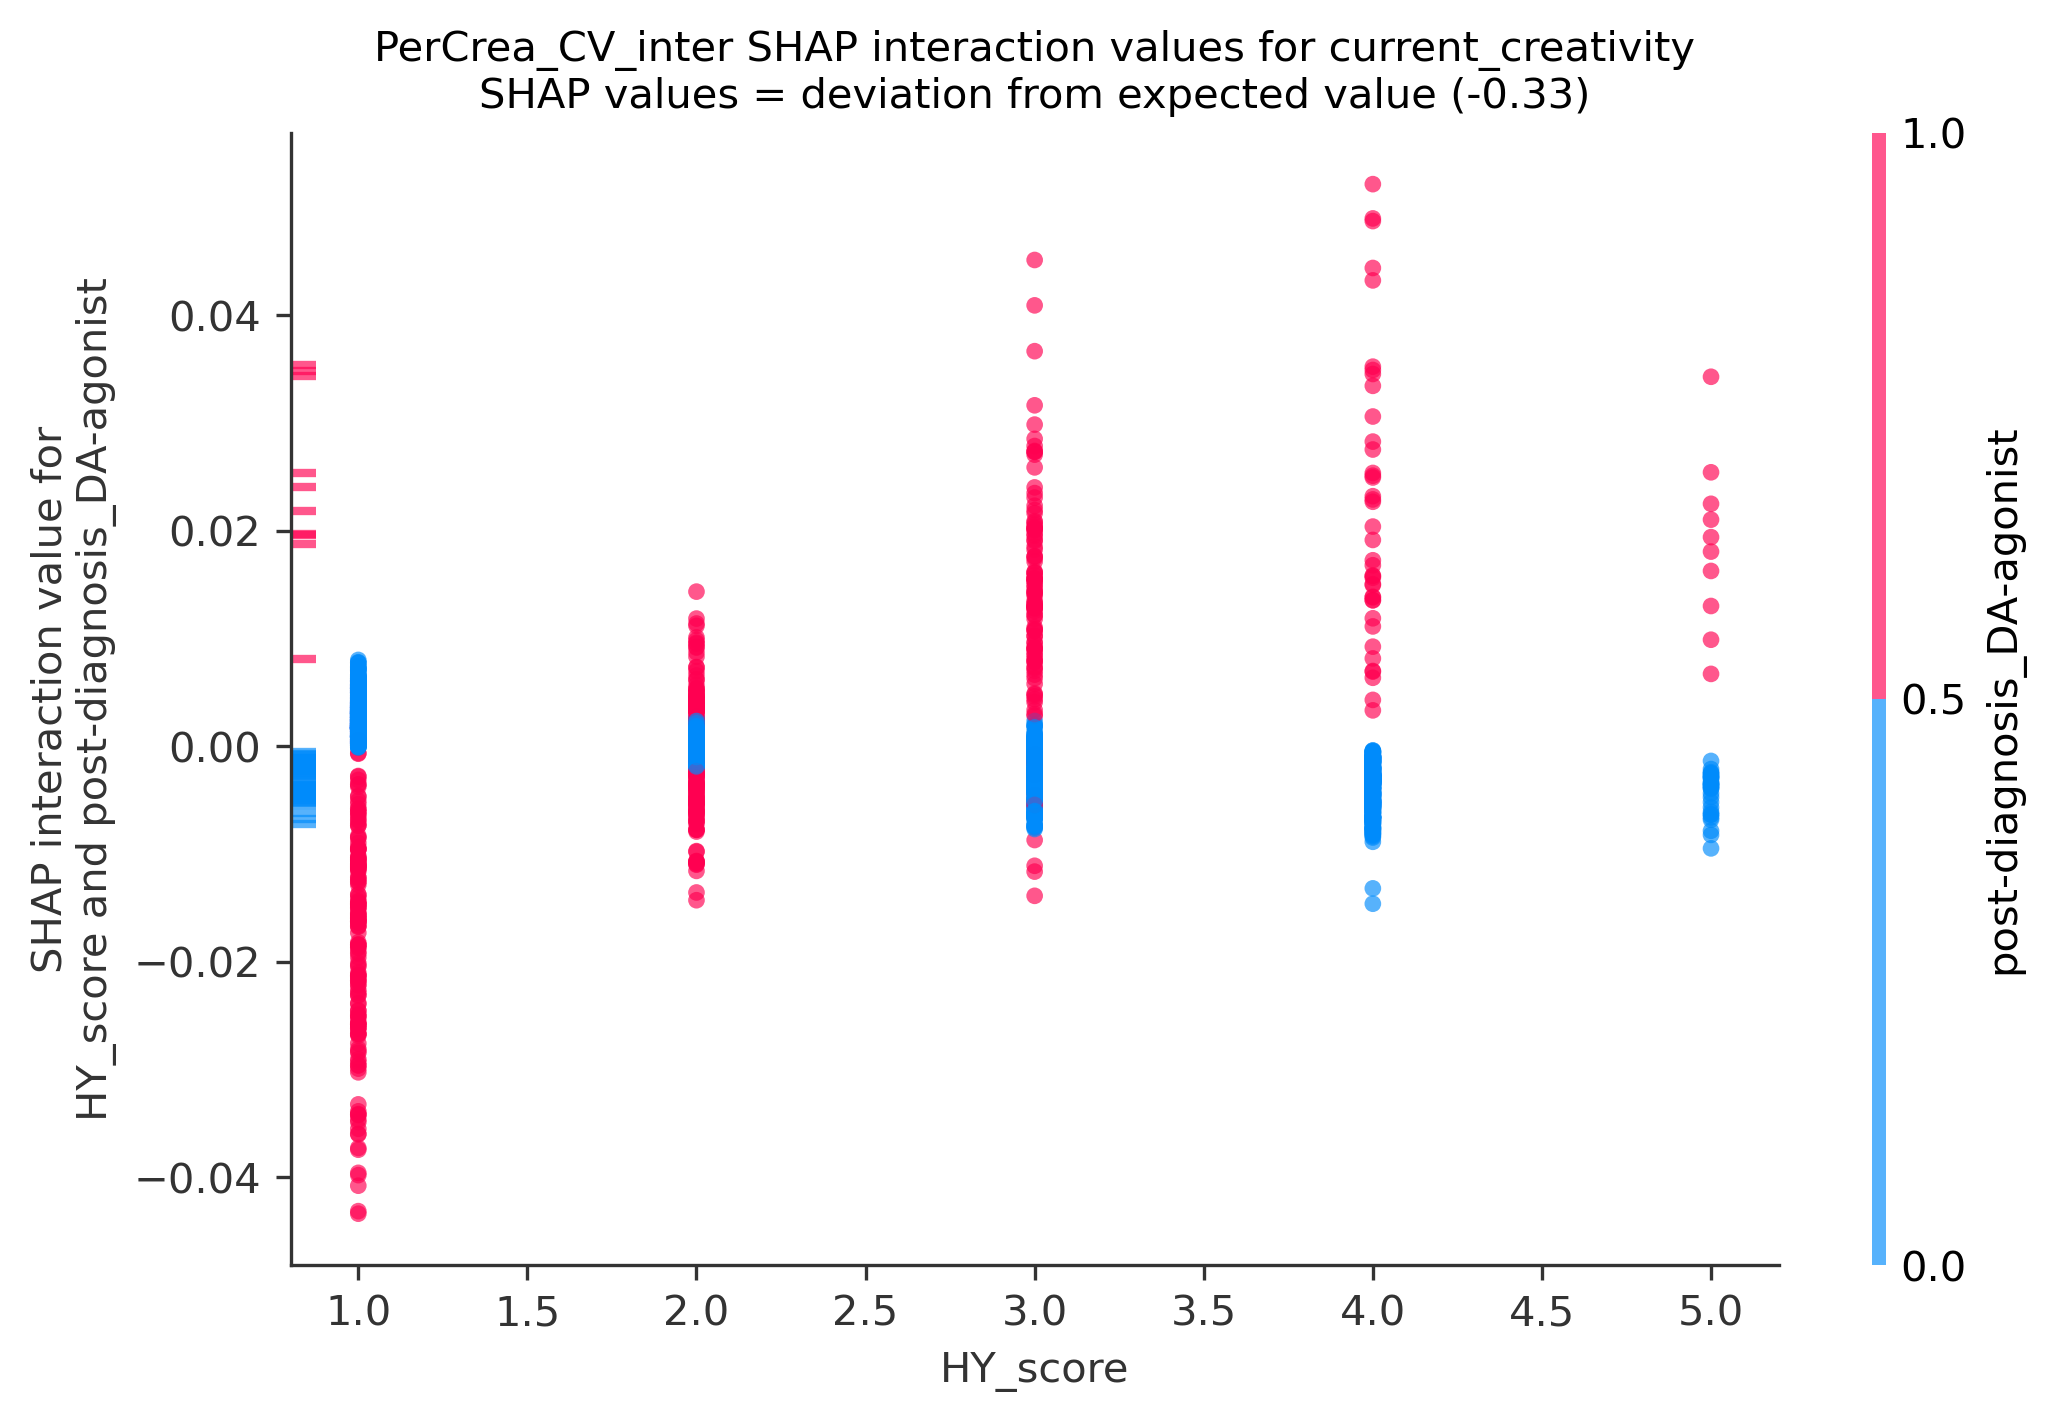 PerCrea_CV_inter SHAP interaction values for current_creativity
SHAP values = deviation from expected value (-0.33)
SHAP interaction value for
HY_score and post-diagnosis_DA-agonist
0.04
0.02
0.00
−0.02
−0.04
1.0
1.5
2.0
2.5
3.0
3.5
4.0
4.5
5.0
HY_score
1.0
0.5
0.0
post-diagnosis_DA-agonist